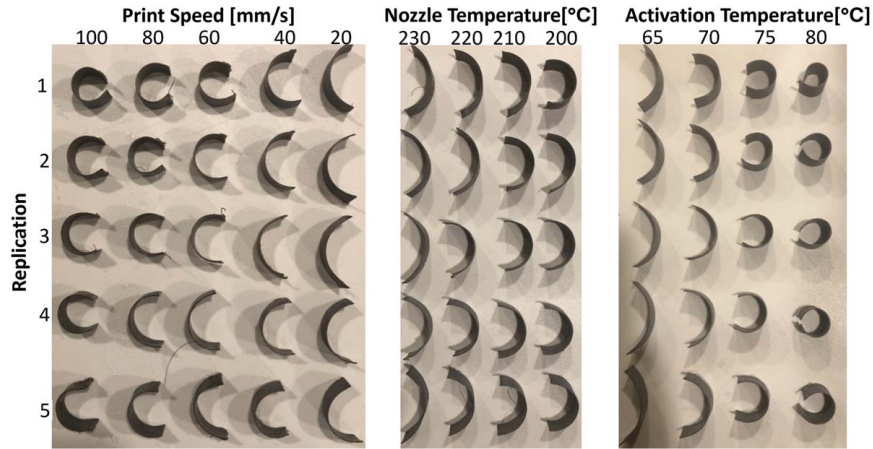 Print Speed [mm/s]
100 80 60 40 20
Nozzle Temperature[°C]
230 220 210 200
Activation Temperature[°C]
65 70 75 80
Replication
1
2
3
4
5